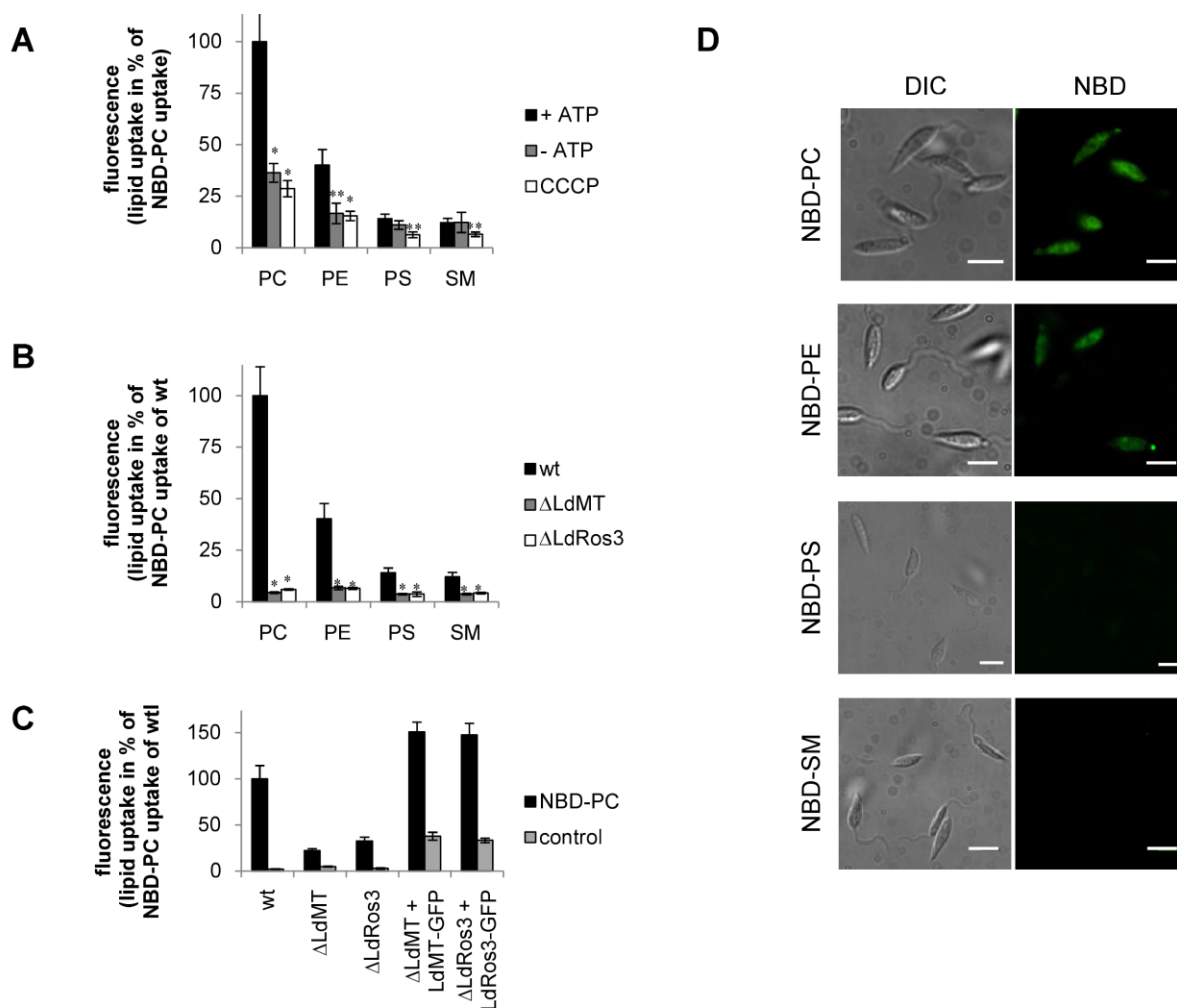 A
fluorescence
(lipid uptake in % of
NBD-PC uptake)
100
75
50
25
0
* *
** *
**
**
PC PE PS SM
+ ATP
- ATP
CCCP
B
fluorescence
(lipid uptake in % of
NBD-PC uptake of wt
100
75
50
25
0
* *
* *
* *
* *
PC PE PS SM
wt
ΔLdMT
ΔLdRos3
C
fluorescence
(lipid uptake in % of
NBD-PC uptake of wtl
150
100
50
0
wt
ΔLdMT
ΔLdRos3
ΔLdMT +
LdMT-GFP
ΔLdRos3 +
LdRos3-GFP
NBD-PC
control
D
DIC NBD
NBD-PC
NBD-PE
NBD-PS
NBD-SM